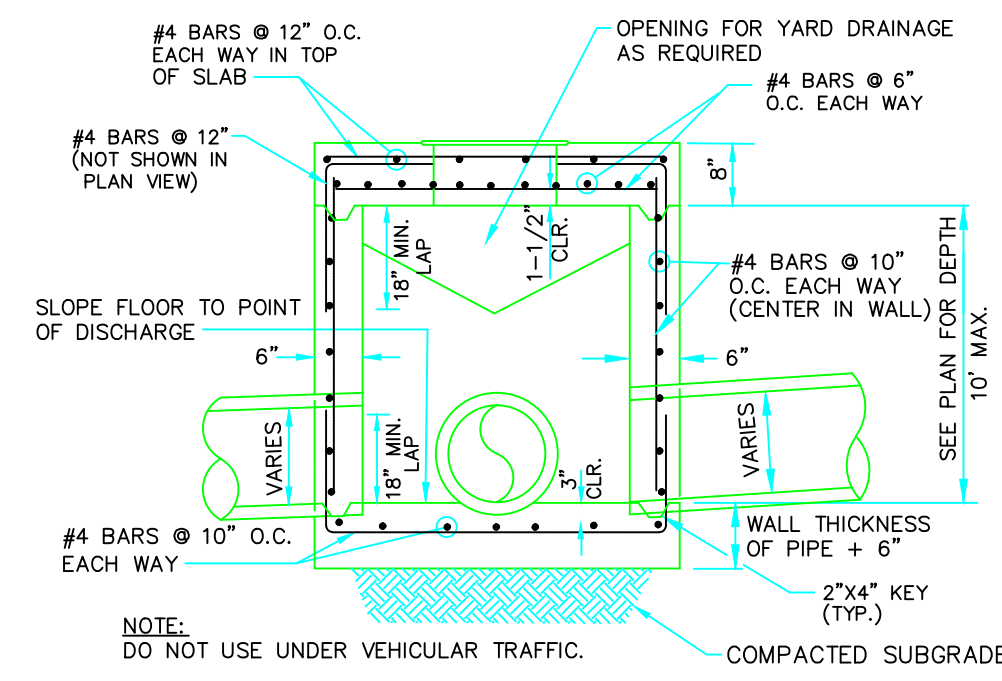 #4 BARS @ 12" O.C.
EACH WAY IN TOP
OF SLAB
OPENING FOR YARD DRAINAGE
AS REQUIRED
#4 BARS @ 6"
O.C. EACH WAY
#4 BARS @ 12"
(NOT SHOWN IN
PLAN VIEW)
8"
18" MIN.
LAP
1-1/2"
CLR.
#4 BARS @ 10"
O.C. EACH WAY
(CENTER IN WALL)
SEE PLAN FOR DEPTH
10' MAX.
SLOPE FLOOR TO POINT
OF DISCHARGE
6"
6"
VARIES
18" MIN.
LAP
3"
CLR.
VARIES
#4 BARS @ 10" O.C.
EACH WAY
WALL THICKNESS
OF PIPE + 6"
2"X4" KEY
(TYP.)
NOTE:
DO NOT USE UNDER VEHICULAR TRAFFIC.
COMPACTED SUBGRADE